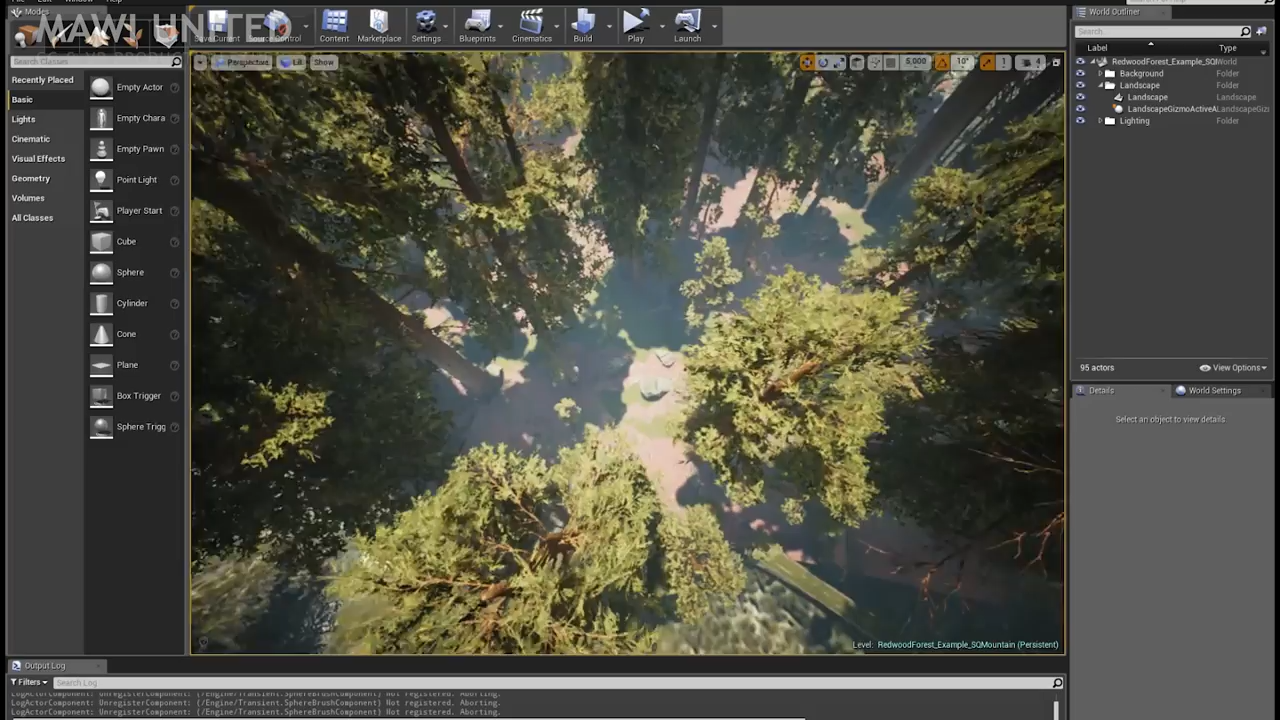 Modes
MAWI UNITED
Save Current
Source Control
Content
Marketplace
Settings
Blueprints
Cinematics
Build
Play
Launch
World Outliner
Search Classes
Perspective
Lit
Show
5,000
10°
1
4
Search
Label
Type
Recently Placed
Basic
Lights
Cinematic
Visual Effects
Geometry
Volumes
All Classes
Empty Actor
Empty Chara
Empty Pawn
Point Light
Player Start
Cube
Sphere
Cylinder
Cone
Plane
Box Trigger
Sphere Trigg
RedwoodForest_Example_SQ
World
Background
Folder
Landscape
Folder
Landscape
Landscape
LandscapeGizmoActiveA
LandscapeGiz
Lighting
Folder
95 actors
View Options
Details
World Settings
Select an object to view details.
Level: RedwoodForest_Example_SQMountain (Persistent)
Output Log
Filters
Search Log
LogActorComponent: UnregisterComponent: (/Engine/Transient.SphereBrushComponent) Not registered. Aborting.
LogActorComponent: UnregisterComponent: (/Engine/Transient.SphereBrushComponent) Not registered. Aborting.
LogActorComponent: UnregisterComponent: (/Engine/Transient.SphereBrushComponent) Not registered. Aborting.